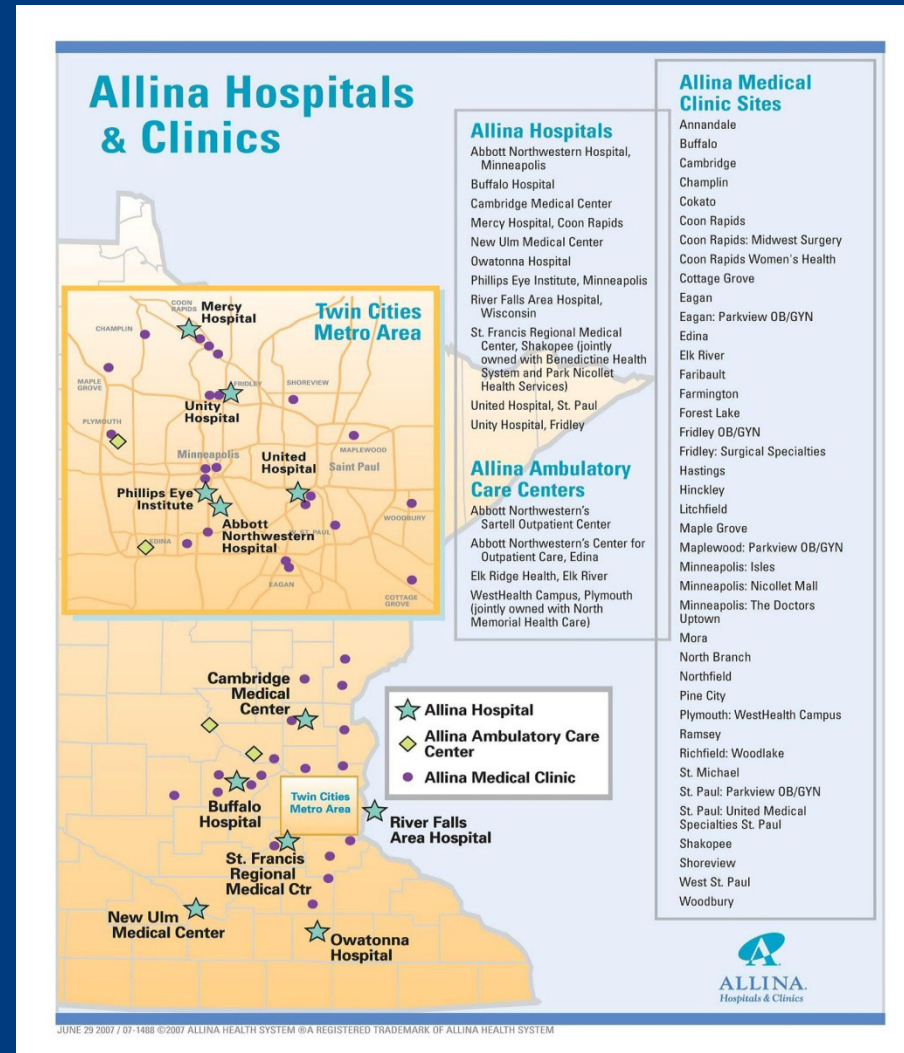 Allina Hospitals
& Clinics
Allina Hospitals
Abbott Northwestern Hospital,
Minneapolis
Buffalo Hospital
Cambridge Medical Center
Mercy Hospital, Coon Rapids
New Ulm Medical Center
Owatonna Hospital
Phillips Eye Institute, Minneapolis
River Falls Area Hospital,
Wisconsin
St. Francis Regional Medical
Center, Shakopee (jointly
owned with Benedictine Health
System and Park Nicollet
Health Services)
United Hospital, St. Paul
Unity Hospital, Fridley
Allina Ambulatory
Care Centers
Abbott Northwestern's
Sartell Outpatient Center
Abbott Northwestern's Center for
Outpatient Care, Edina
Elk Ridge Health, Elk River
WestHealth Campus, Plymouth
(jointly owned with North
Memorial Health Care)
Allina Medical
Clinic Sites
Annandale
Buffalo
Cambridge
Champlin
Cokato
Coon Rapids
Coon Rapids: Midwest Surgery
Coon Rapids Women's Health
Cottage Grove
Eagan
Eagan: Parkview OB/GYN
Edina
Elk River
Faribault
Farmington
Forest Lake
Fridley OB/GYN
Fridley: Surgical Specialties
Hastings
Hinckley
Litchfield
Maple Grove
Maplewood: Parkview OB/GYN
Minneapolis: Isles
Minneapolis: Nicollet Mall
Minneapolis: The Doctors
Uptown
Mora
North Branch
Northfield
Pine City
Plymouth: WestHealth Campus
Ramsey
Richfield: Woodlake
St. Michael
St. Paul: Parkview OB/GYN
St. Paul: United Medical
Specialties St. Paul
Shakopee
Shoreview
West St. Paul
Woodbury
Twin Cities
Metro Area
COON
RAPIDS
Mercy
Hospital
CHAMPLIN
MAPLE
GROVE
FRIDLEY
SHOREVIEW
Unity
Hospital
PLYMOUTH
Minneapolis
United
Hospital
MAPLEWOOD
Saint Paul
Phillips Eye
Institute
Abbott
Northwestern
Hospital
W. ST. PAUL
WOODBURY
EDINA
EAGAN
COTTAGE
GROVE
Cambridge
Medical
Center
Allina Hospital
Allina Ambulatory Care
Center
Allina Medical Clinic
Buffalo
Hospital
Twin Cities
Metro Area
River Falls
Area Hospital
St. Francis
Regional
Medical Ctr
New Ulm
Medical Center
Owatonna
Hospital
ALLINA®
Hospitals & Clinics
JUNE 29 2007 / 07-1488 ©2007 ALLINA HEALTH SYSTEM ®A REGISTERED TRADEMARK OF ALLINA HEALTH SYSTEM